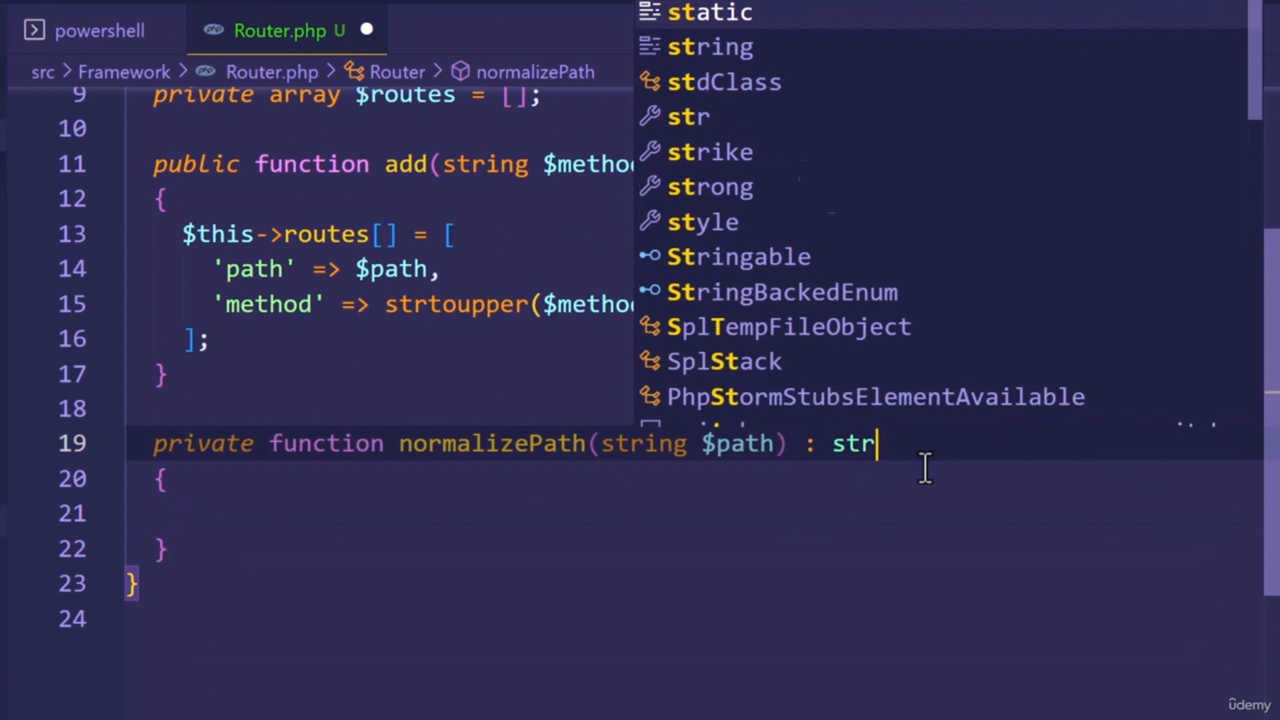 powershell
Router.php U
src > Framework > Router.php > Router > normalizePath
9 private array $routes = [];
10
11 public function add(string $metho
12 {
13 $this->routes[] = [
14 'path' => $path,
15 'method' => strtoupper($metho
16 ];
17 }
18
19 private function normalizePath(string $path) : str
20 {
21
22 }
23 }
24
static
string
stdClass
str
strike
strong
style
Stringable
StringBackedEnum
SplTempFileObject
SplStack
PhpStormStubsElementAvailable
ûdemy